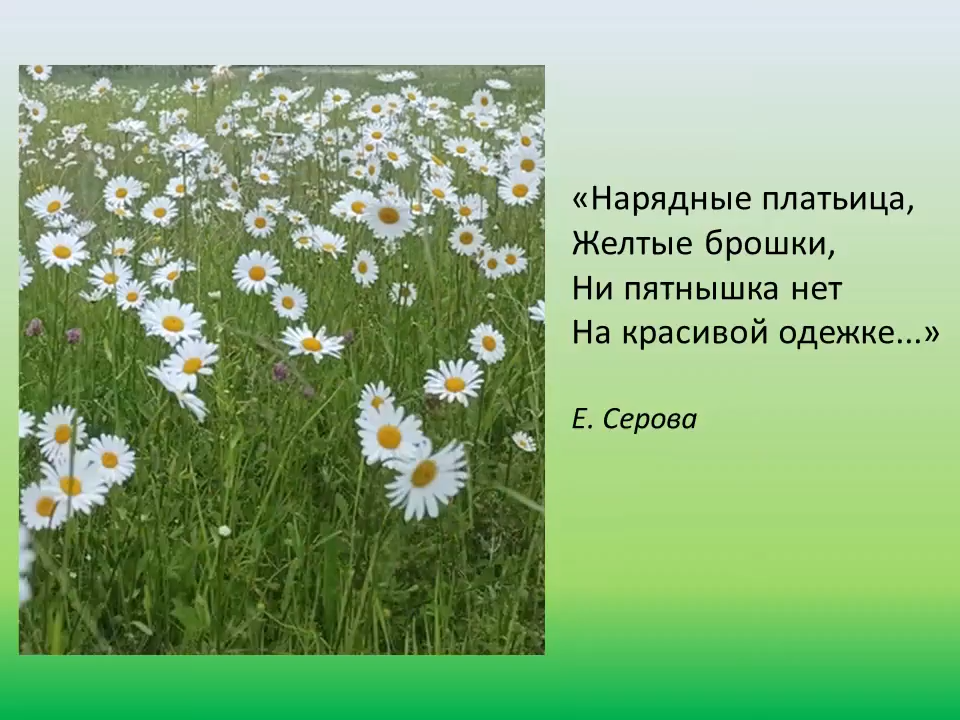 «Нарядные платьица,
Желтые брошки,
Ни пятнышка нет
На красивой одежке...»
Е. Серова